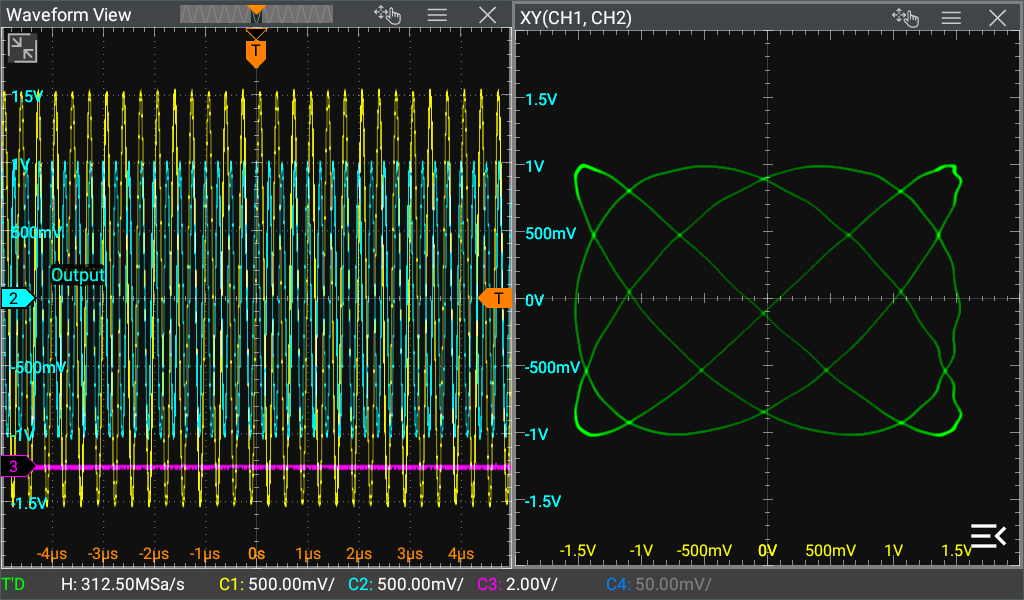 Waveform View
M
XY(CH1, CH2)
T
1.5V
1V
500mV
Output
2
T
-500mV
-1V
3
-1.5V
-4µs -3µs -2µs -1µs 0s 1µs 2µs 3µs 4µs
1.5V
1V
500mV
0V
-500mV
-1V
-1.5V
-1.5V -1V -500mV 0V 500mV 1V 1.5V
T'D H: 312.50MSa/s C1: 500.00mV/ C2: 500.00mV/ C3: 2.00V/ C4: 50.00mV/